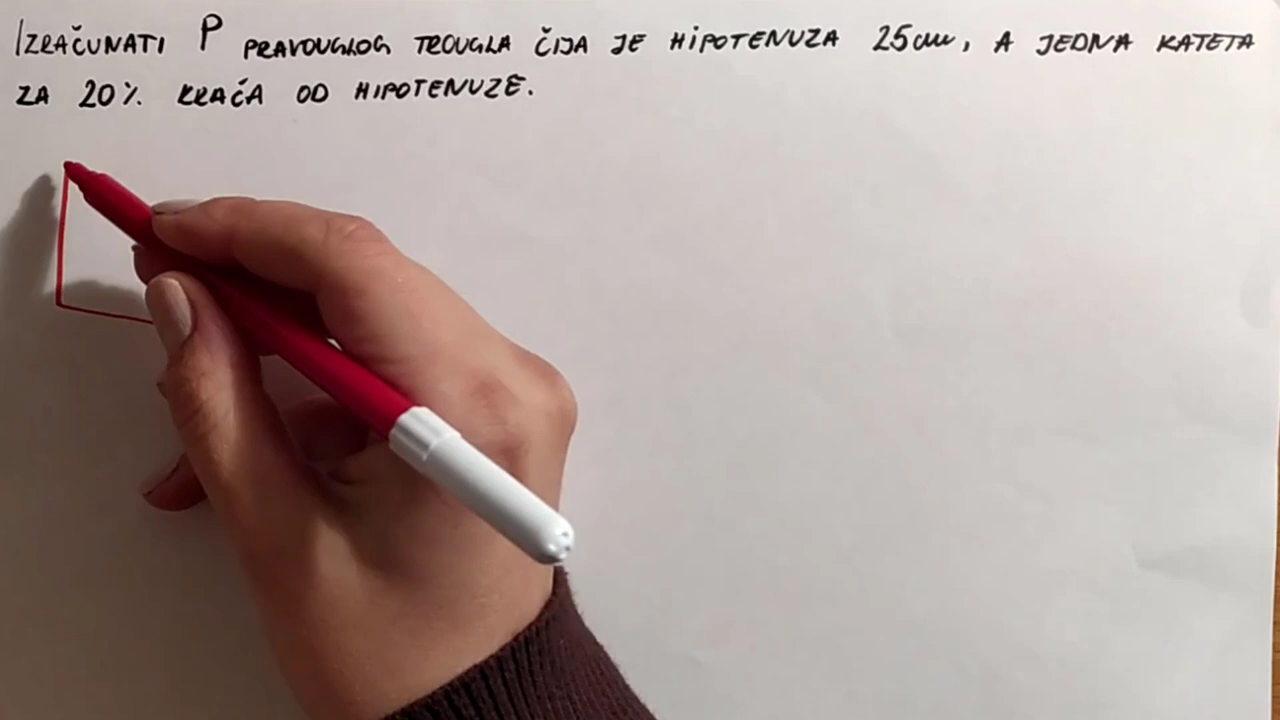 IZRAČUNATI P PRAVOUGLOG TROUGLA ČIJA JE HIPOTENUZA 25cm, A JEDNA KATETA
ZA 20% KRAĆA OD HIPOTENUZE.